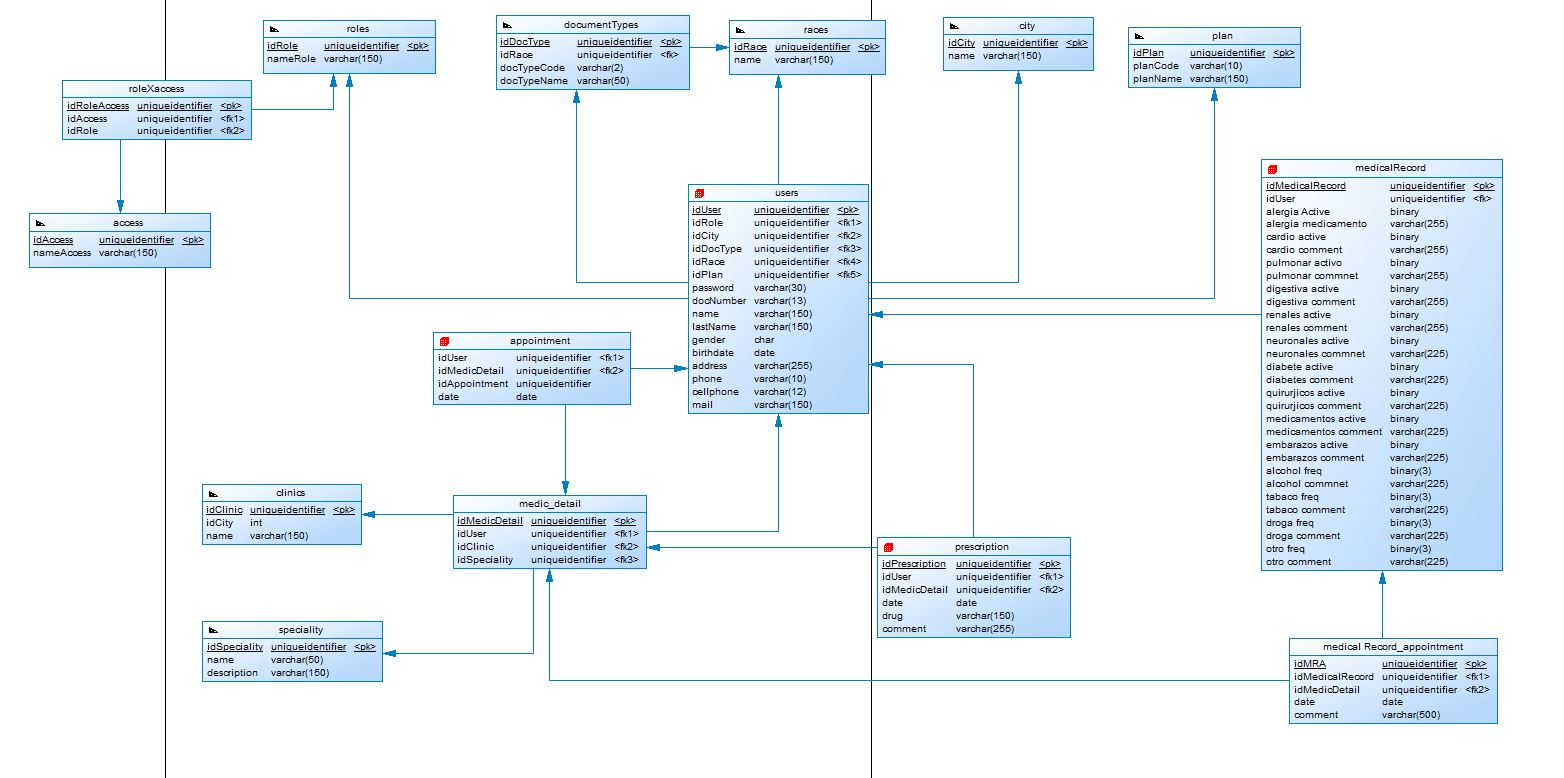 roles
idRole uniqueidentifier <pk>
nameRole varchar(150)
documentTypes
idDocType uniqueidentifier <pk>
idRace uniqueidentifier <fk>
docTypeCode varchar(2)
docTypeName varchar(50)
races
idRace uniqueidentifier <pk>
name varchar(150)
city
idCity uniqueidentifier <pk>
name varchar(150)
plan
idPlan uniqueidentifier <pk>
planCode varchar(10)
planName varchar(150)
roleXaccess
idRoleAccess uniqueidentifier <pk>
idAccess uniqueidentifier <fk1>
idRole uniqueidentifier <fk2>
access
idAccess uniqueidentifier <pk>
nameAccess varchar(150)
users
idUser uniqueidentifier <pk>
idRole uniqueidentifier <fk1>
idCity uniqueidentifier <fk2>
idDocType uniqueidentifier <fk3>
idRace uniqueidentifier <fk4>
idPlan uniqueidentifier <fk5>
password varchar(30)
docNumber varchar(13)
name varchar(150)
lastName varchar(150)
gender char
birthdate date
address varchar(255)
phone varchar(10)
cellphone varchar(12)
mail varchar(150)
medicalRecord
idMedicalRecord uniqueidentifier <pk>
idUser uniqueidentifier <fk>
alergia Active binary
alergia medicamento varchar(255)
cardio active binary
cardio comment varchar(255)
pulmonar activo binary
pulmonar commnet varchar(255)
digestiva active binary
digestiva comment varchar(255)
renales active binary
renales comment varchar(255)
neuronales active binary
neuronales commnet varchar(225)
diabete active binary
diabetes comment varchar(225)
quirurjicos active binary
quirurjicos comment varchar(225)
medicamentos active binary
medicamentos comment varchar(225)
embarazos active binary
embarazos comment varchar(225)
alcohol freq binary(3)
alcohol commnet varchar(225)
tabaco freq binary(3)
tabaco comment varchar(225)
droga freq binary(3)
droga comment varchar(225)
otro freq binary(3)
otro comment varchar(225)
appointment
idUser uniqueidentifier <fk1>
idMedicDetail uniqueidentifier <fk2>
idAppointment uniqueidentifier
date date
clinics
idClinic uniqueidentifier <pk>
idCity int
name varchar(150)
medic_detail
idMedicDetail uniqueidentifier <pk>
idUser uniqueidentifier <fk1>
idClinic uniqueidentifier <fk2>
idSpeciality uniqueidentifier <fk3>
prescription
idPrescription uniqueidentifier <pk>
idUser uniqueidentifier <fk1>
idMedicDetail uniqueidentifier <fk2>
date date
drug varchar(150)
comment varchar(255)
speciality
idSpeciality uniqueidentifier <pk>
name varchar(50)
description varchar(150)
medical Record_appointment
idMRA uniqueidentifier <pk>
idMedicalRecord uniqueidentifier <fk1>
idMedicDetail uniqueidentifier <fk2>
date date
comment varchar(500)